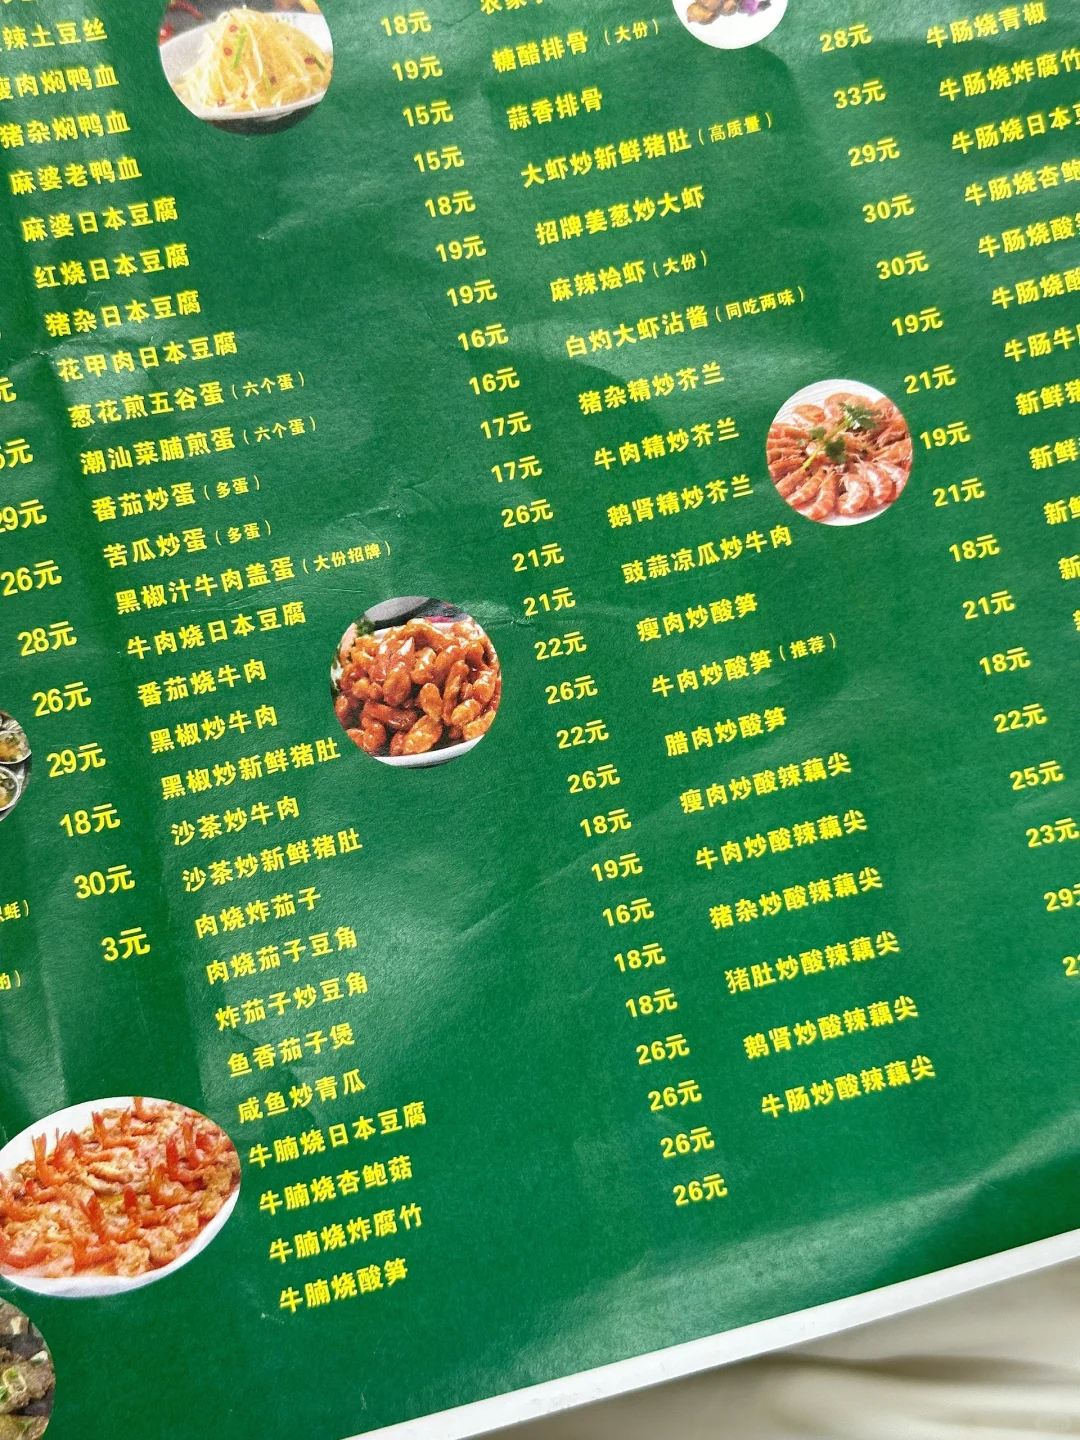 29元
26元
28元
26元
29元
18元
30元
3元
辣土豆丝
瘦肉焖鸭血 18元
猪杂焖鸭血 19元
麻婆老鸭血 15元
麻婆日本豆腐 15元
红烧日本豆腐 18元
猪杂日本豆腐 19元
花甲肉日本豆腐 19元
葱花煎五谷蛋（六个蛋） 16元
潮汕菜脯煎蛋（六个蛋） 16元
番茄炒蛋（多蛋） 17元
苦瓜炒蛋（多蛋） 17元
黑椒汁牛肉盖蛋（大份招牌） 26元
牛肉烧日本豆腐 21元
番茄烧牛肉 21元
黑椒炒牛肉 22元
黑椒炒新鲜猪肚 26元
沙茶炒牛肉 22元
沙茶炒新鲜猪肚 26元
肉烧炸茄子 18元
肉烧茄子豆角 19元
炸茄子炒豆角 16元
鱼香茄子煲 18元
咸鱼炒青瓜 18元
牛腩烧日本豆腐 26元
牛腩烧杏鲍菇 26元
牛腩烧炸腐竹 26元
牛腩烧酸笋 26元
糖醋排骨（大份）
蒜香排骨 28元
大虾炒新鲜猪肚（高质量） 33元
招牌姜葱炒大虾 29元
麻辣烩虾（大份） 30元
白灼大虾沾酱（同吃两味） 30元
猪杂精炒芥兰 19元
牛肉精炒芥兰 21元
鹅肾精炒芥兰 19元
豉蒜凉瓜炒牛肉 21元
瘦肉炒酸笋 18元
牛肉炒酸笋（推荐） 21元
腊肉炒酸笋 18元
瘦肉炒酸辣藕尖 22元
牛肉炒酸辣藕尖 25元
猪杂炒酸辣藕尖 23元
猪肚炒酸辣藕尖 29元
鹅肾炒酸辣藕尖
牛肠炒酸辣藕尖
牛肠烧青椒
牛肠烧炸腐竹
牛肠烧日本豆
牛肠烧杏鲍
牛肠烧酸
牛肠烧酸
牛肠牛
新鲜猪
新鲜
新鲜
新